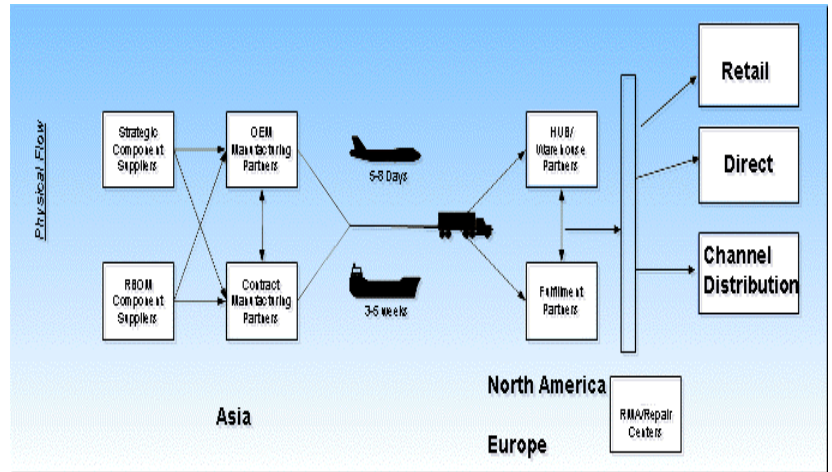 Physical Flow
Strategic
Component
Suppliers
OEM
Manufacturing
Partners
5-8 Days
HUB/
Warehouse
Partners
Retail
Direct
RBOM
Component
Suppliers
Contract
Manufacturing
Partners
3-5 weeks
Fulfillment
Partners
Channel
Distribution
Asia
North America
Europe
RMA/Repair
Centers